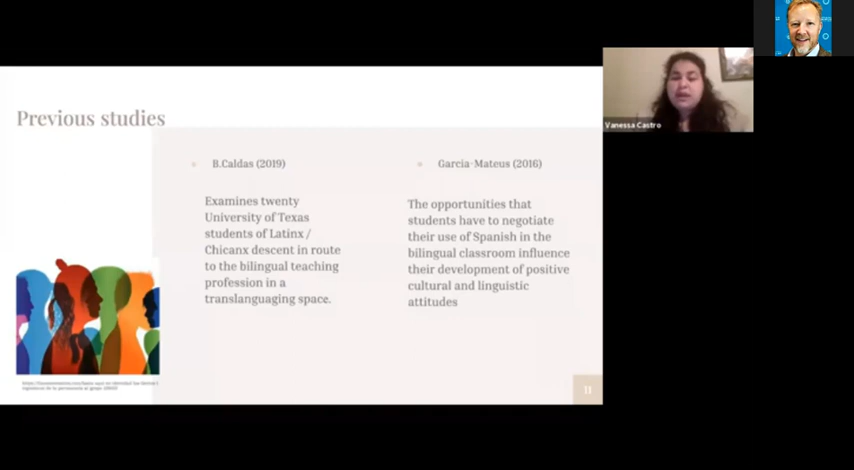 Previous studies
B.Caldas (2019)
Examines twenty
University of Texas
students of Latinx /
Chicanx descent in route
to the bilingual teaching
profession in a
translanguaging space.
García-Mateus (2016)
The opportunities that
students have to negotiate
their use of Spanish in the
bilingual classroom influence
their development of positive
cultural and linguistic
attitudes
11
Vanessa Castro